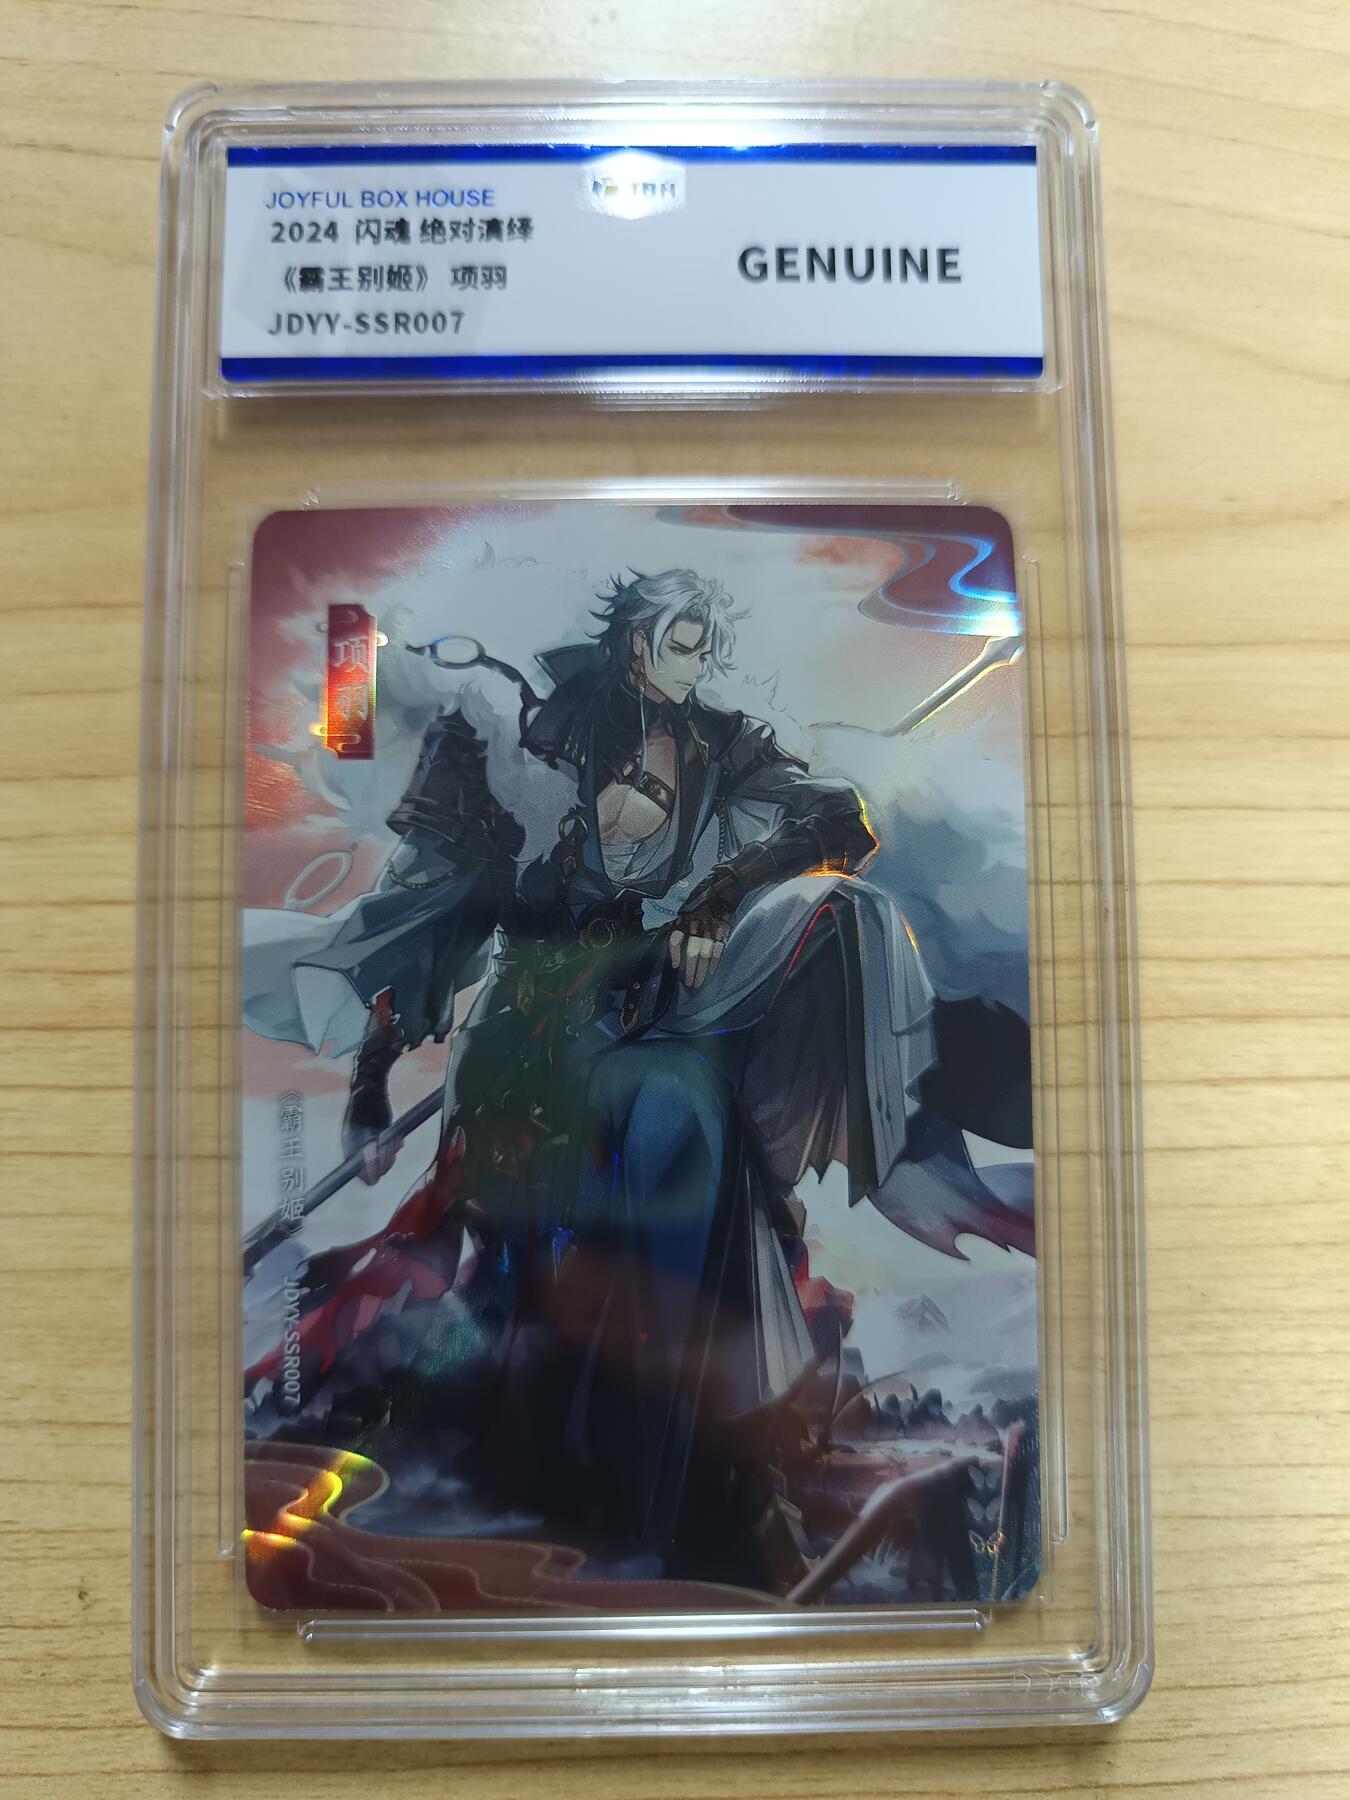 JBH
JOYFUL BOX HOUSE
2024 闪魂 绝对演绎
《霸王别姬》 项羽
JDYY-SSR007
GENUINE
项羽
《霸王别姬》 JDYY-SSR007